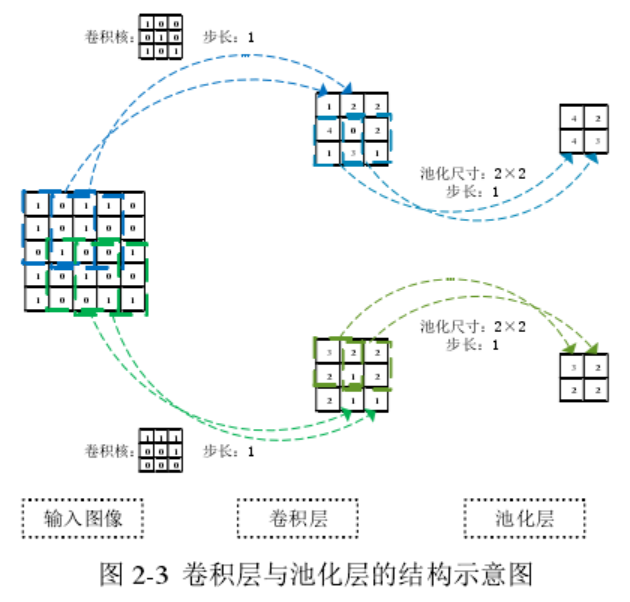 卷积核:
1 0 0
0 1 0
1 0 1
步长: 1
...
1 2 2
4 0 2
1 3 1
4 2
4 3
池化尺寸: 2×2
步长: 1
1 0 1 1 0
1 0 1 0 0
0 1 0 0 1
1 0 1 0 0
1 0 0 1 1
...
池化尺寸: 2×2
步长: 1
3 2 2
2 1 2
2 1 1
3 2
2 2
卷积核:
1 1 1
0 0 1
0 0 0
步长: 1
输入图像
卷积层
池化层
图 2-3 卷积层与池化层的结构示意图